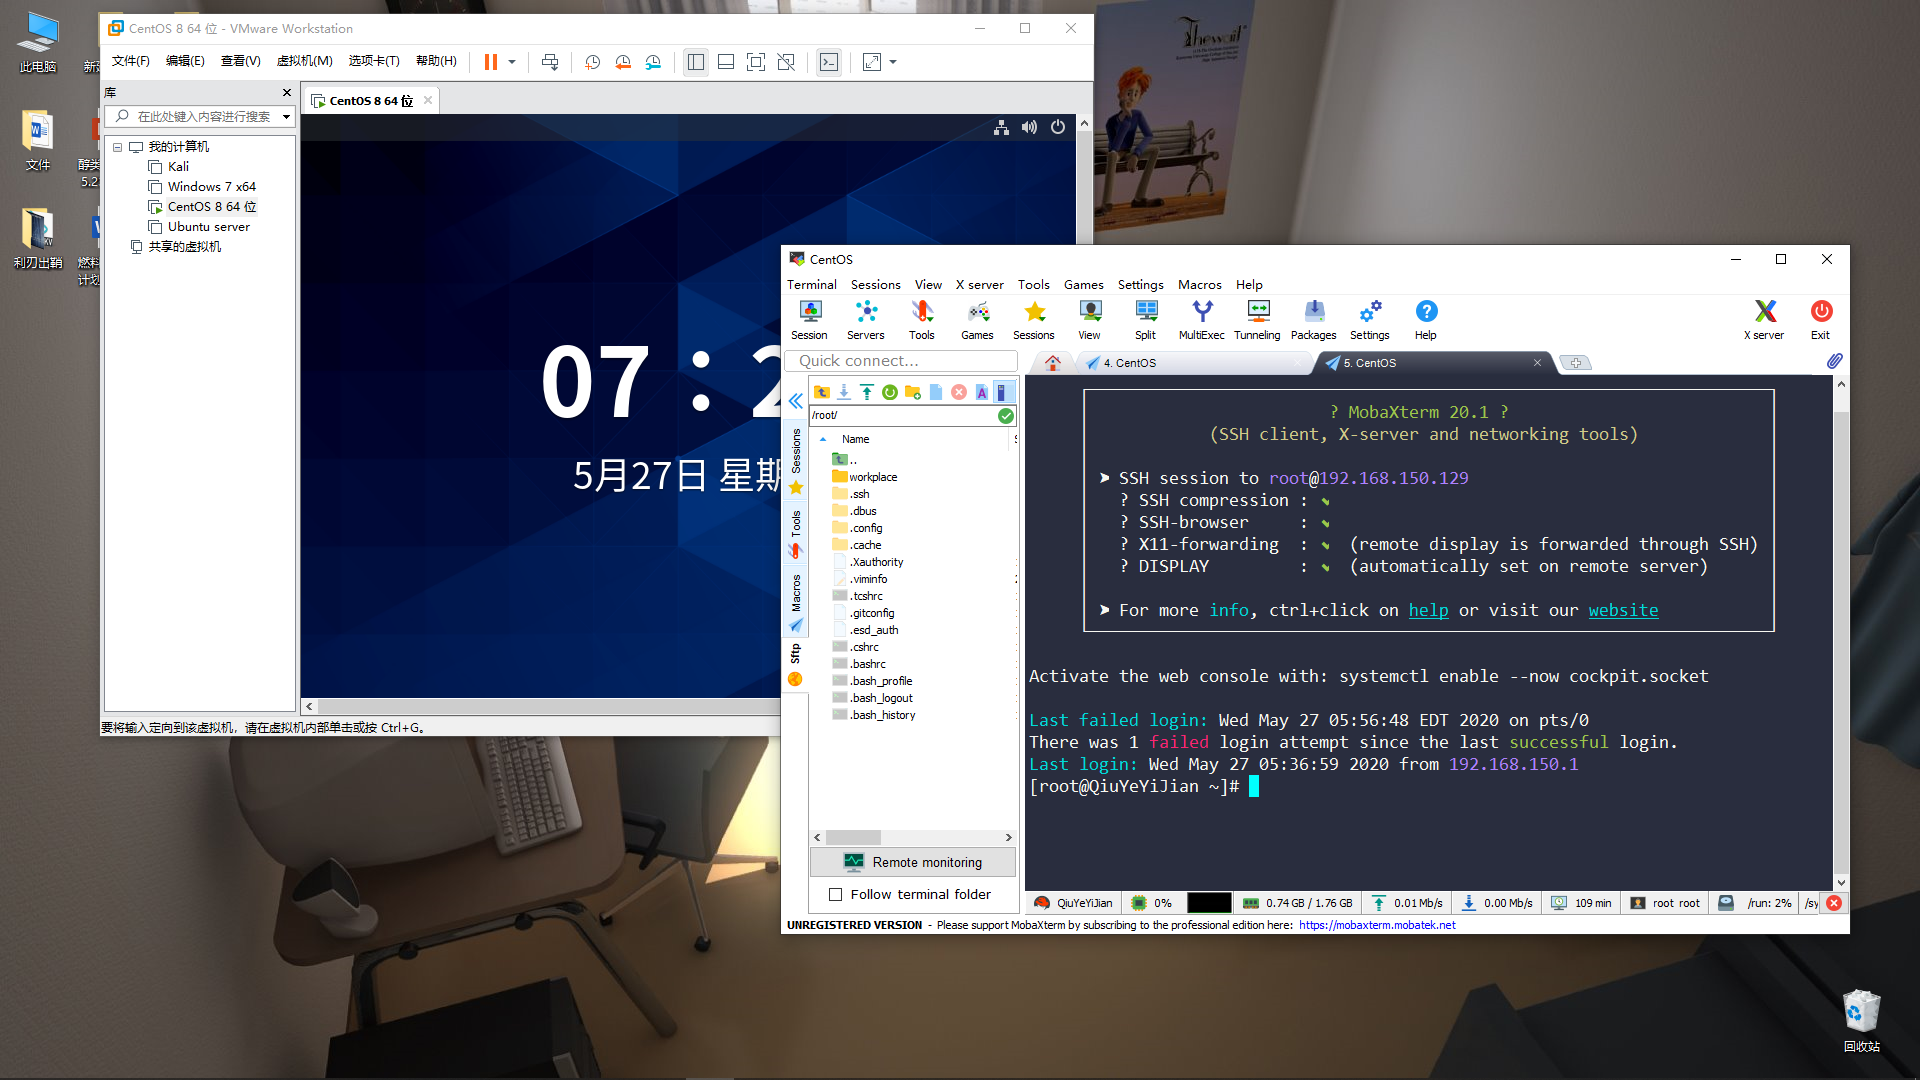 此电脑
文件
利刃出鞘
醇类
5.2
燃料
计划
CentOS 8 64 位 - VMware Workstation
文件(F) 编辑(E) 查看(V) 虚拟机(M) 选项卡(T) 帮助(H)
库
在此处键入内容进行搜索
我的计算机
Kali
Windows 7 x64
CentOS 8 64 位
Ubuntu server
共享的虚拟机
CentOS 8 64 位
07：2
5月27日 星期
要将输入定向到该虚拟机，请在虚拟机内部单击或按 Ctrl+G。
Thewait
CentOS
Terminal Sessions View X server Tools Games Settings Macros Help
Session Servers Tools Games Sessions View Split MultiExec Tunneling Packages Settings Help X server Exit
Quick connect...
4. CentOS
5. CentOS
Sessions
Tools
Macros
Sftp
/root/
Name
..
workplace
.ssh
.dbus
.config
.cache
.Xauthority
.viminfo
.tcshrc
.gitconfig
.esd_auth
.cshrc
.bashrc
.bash_profile
.bash_logout
.bash_history
Remote monitoring
Follow terminal folder
? MobaXterm 20.1 ?
(SSH client, X-server and networking tools)
➤ SSH session to root@192.168.150.129
? SSH compression :
? SSH-browser :
? X11-forwarding : (remote display is forwarded through SSH)
? DISPLAY : (automatically set on remote server)
➤ For more info, ctrl+click on help or visit our website
Activate the web console with: systemctl enable --now cockpit.socket
Last failed login: Wed May 27 05:56:48 EDT 2020 on pts/0
There was 1 failed login attempt since the last successful login.
Last login: Wed May 27 05:36:59 2020 from 192.168.150.1
[root@QiuYeYiJian ~]#
QiuYeYiJian 0% 0.74 GB / 1.76 GB 0.01 Mb/s 0.00 Mb/s 109 min root root /run: 2% /sy
UNREGISTERED VERSION - Please support MobaXterm by subscribing to the professional edition here: https://mobaxterm.mobatek.net
回收站